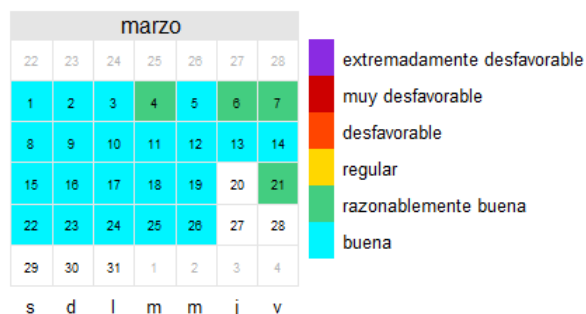 marzo
22 23 24 25 26 27 28
1 2 3 4 5 6 7
8 9 10 11 12 13 14
15 16 17 18 19 20 21
22 23 24 25 26 27 28
29 30 31 1 2 3 4
s d l m m j v
extremadamente desfavorable
muy desfavorable
desfavorable
regular
razonablemente buena
buena